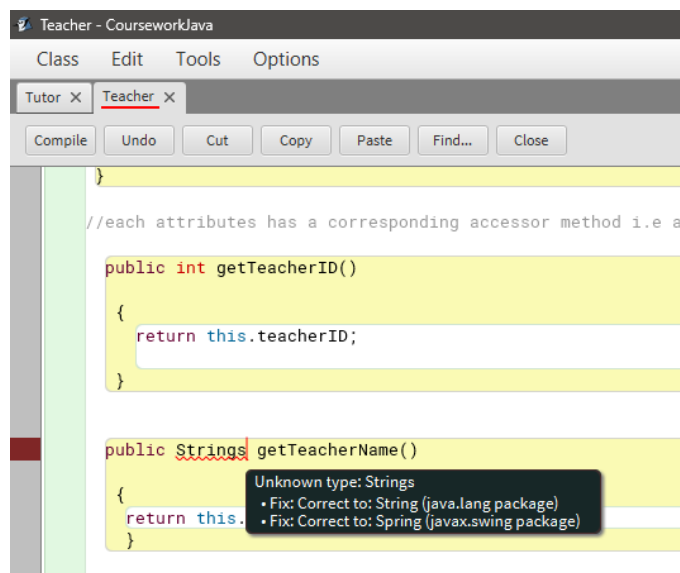 Teacher - CourseworkJava
Class Edit Tools Options
Tutor × Teacher ×
Compile Undo Cut Copy Paste Find... Close
}
//each attributes has a corresponding accessor method i.e a
public int getTeacherID()
{
return this.teacherID;
}
public Strings getTeacherName()
Unknown type: Strings
{
• Fix: Correct to: String (java.lang package)
return this.
• Fix: Correct to: Spring (javax.swing package)
}